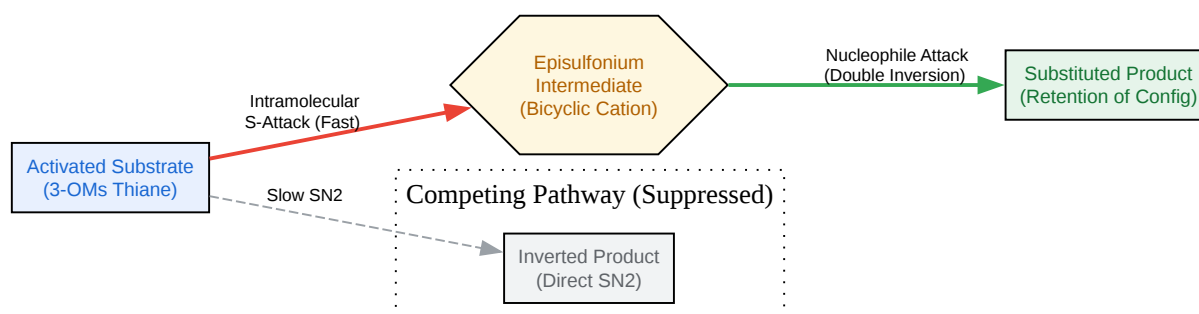 Activated Substrate
(3-OMs Thiane)
Intramolecular
S-Attack (Fast)
Slow SN2
Episulfonium
Intermediate
(Bicyclic Cation)
Competing Pathway (Suppressed)
Inverted Product
(Direct SN2)
Nucleophile Attack
(Double Inversion)
Substituted Product
(Retention of Config)